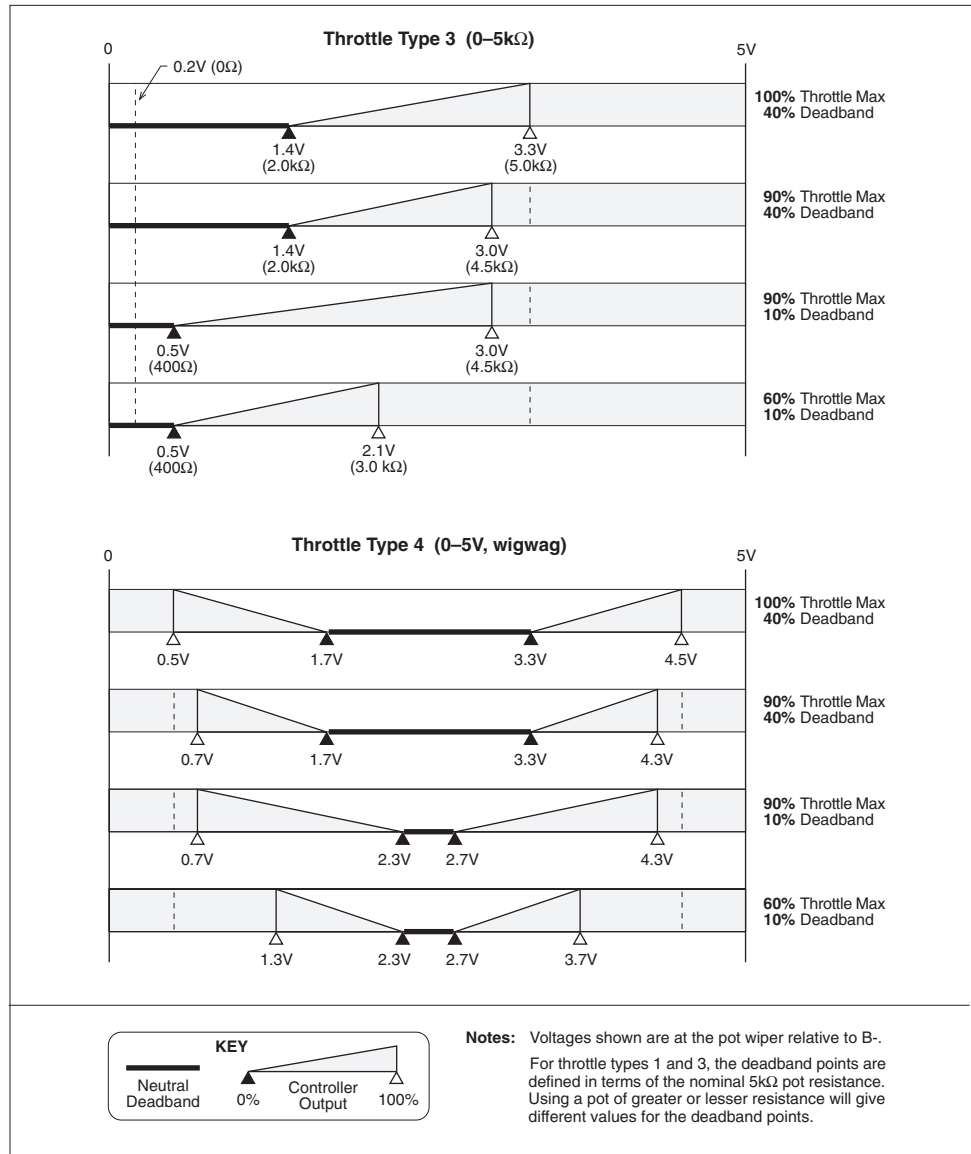 Throttle Type 3 (0–5kΩ)
0
5V
0.2V (0Ω)
100% Throttle Max
40% Deadband
1.4V
(2.0kΩ)
3.3V
(5.0kΩ)
90% Throttle Max
40% Deadband
1.4V
(2.0kΩ)
3.0V
(4.5kΩ)
90% Throttle Max
10% Deadband
0.5V
(400Ω)
3.0V
(4.5kΩ)
60% Throttle Max
10% Deadband
0.5V
(400Ω)
2.1V
(3.0 kΩ)
Throttle Type 4 (0–5V, wigwag)
0
5V
100% Throttle Max
40% Deadband
0.5V
1.7V
3.3V
4.5V
90% Throttle Max
40% Deadband
0.7V
1.7V
3.3V
4.3V
90% Throttle Max
10% Deadband
0.7V
2.3V
2.7V
4.3V
60% Throttle Max
10% Deadband
1.3V
2.3V
2.7V
3.7V
KEY
Neutral
Deadband
0%
Controller
Output
100%
Notes: Voltages shown are at the pot wiper relative to B-.
For throttle types 1 and 3, the deadband points are
defined in terms of the nominal 5kΩ pot resistance.
Using a pot of greater or lesser resistance will give
different values for the deadband points.